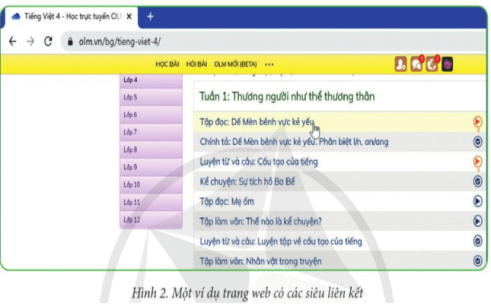 Tiếng Việt 4 - Học trực tuyến OL
olm.vn/bg/tieng-viet-4/
HỌC BÀI HỎI BÀI OLM MỚI (BETA) •••
Lớp 4
Lớp 5
Lớp 6
Lớp 7
Lớp 8
Lớp 9
Lớp 10
Lớp 11
Lớp 12
Tuần 1: Thương người như thể thương thân
Tập đọc: Dế Mèn bênh vực kẻ yếu
Chính tả: Dế Mèn bênh vực kẻ yếu. Phân biệt l/n, an/ang
Luyện từ và câu: Cấu tạo của tiếng
Kể chuyện: Sự tích hồ Ba Bể
Tập đọc: Mẹ ốm
Tập làm văn: Thế nào là kể chuyện?
Luyện từ và câu: Luyện tập về cấu tạo của tiếng
Tập làm văn: Nhân vật trong truyện
Hình 2. Một ví dụ trang web có các siêu liên kết